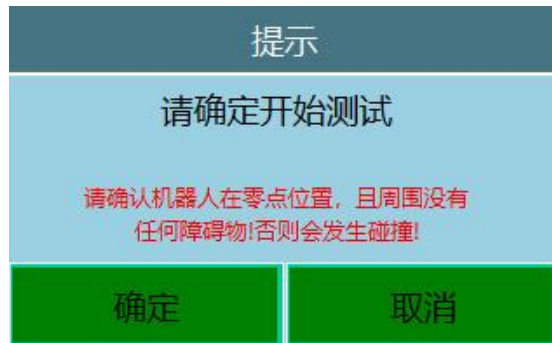 提示
请确定开始测试
请确认机器人在零点位置，且周围没有
任何障碍物!否则会发生碰撞!
确定
取消